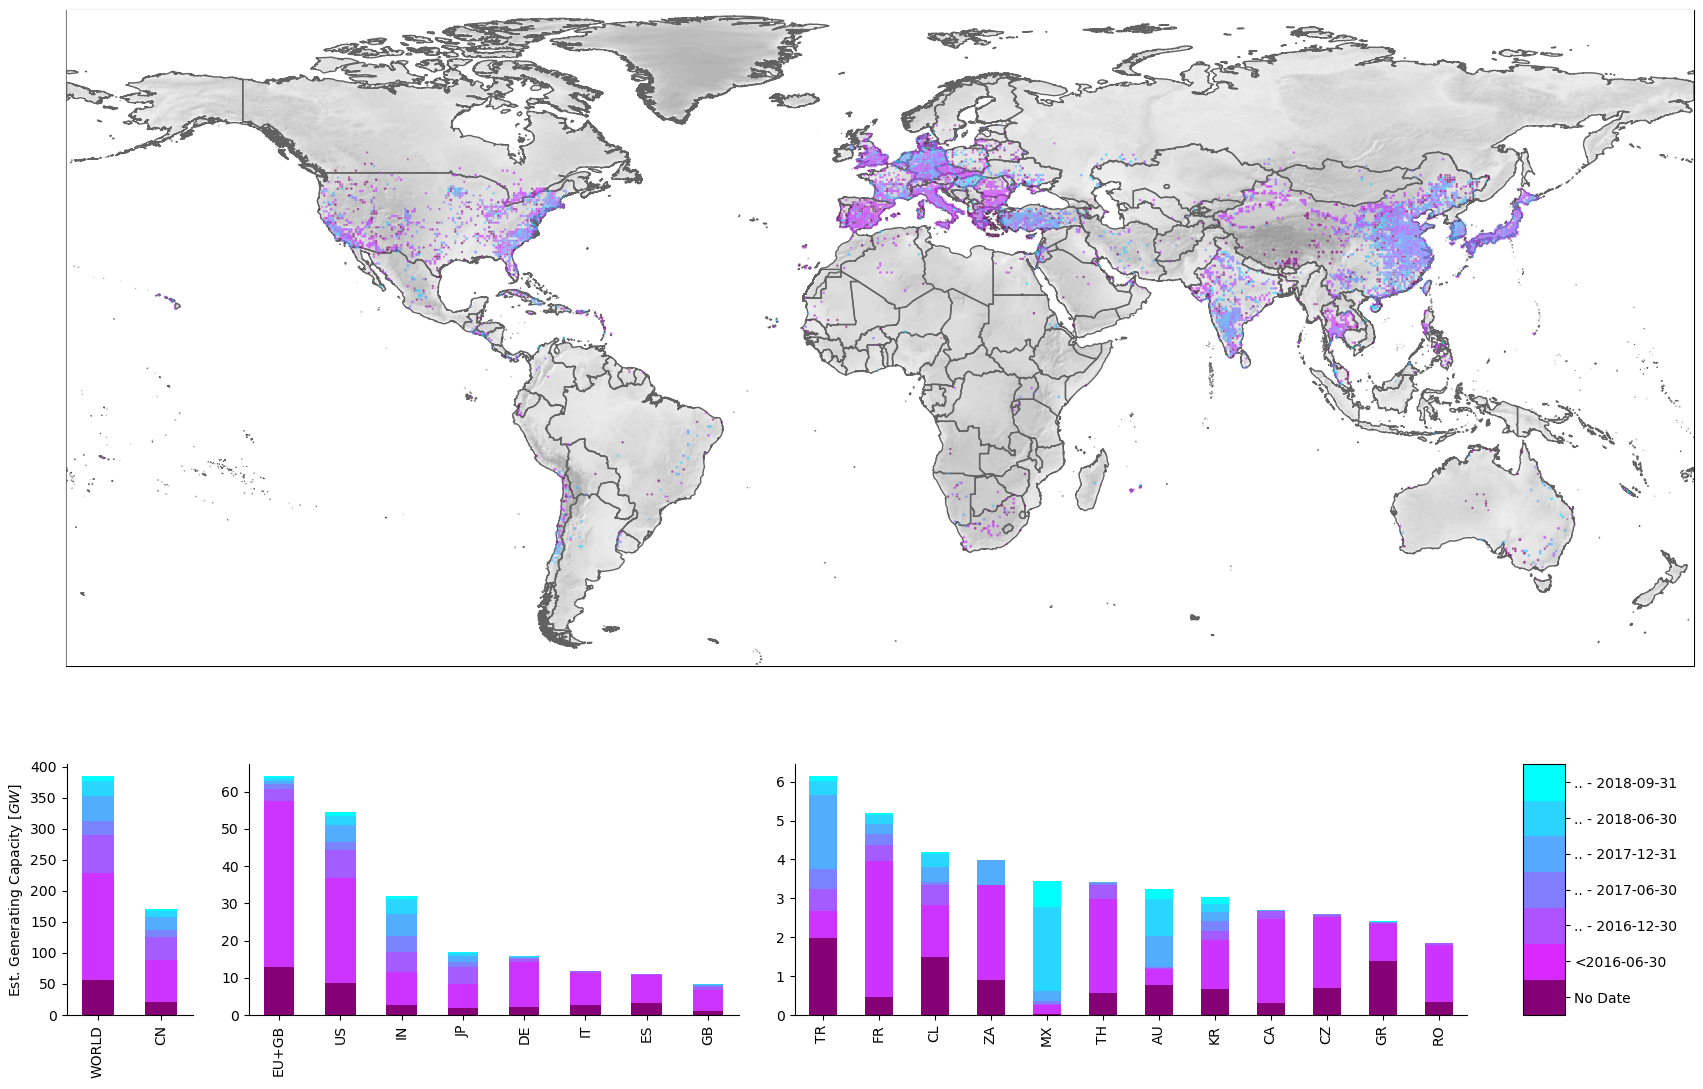 Est. Generating Capacity [GW]
400
350
300
250
200
150
100
50
0
WORLD
CN
60
50
40
30
20
10
0
EU+GB
US
IN
JP
DE
IT
ES
GB
6
5
4
3
2
1
0
TR
FR
CL
ZA
MX
TH
AU
KR
CA
CZ
GR
RO
.. - 2018-09-31
.. - 2018-06-30
.. - 2017-12-31
.. - 2017-06-30
.. - 2016-12-30
<2016-06-30
No Date